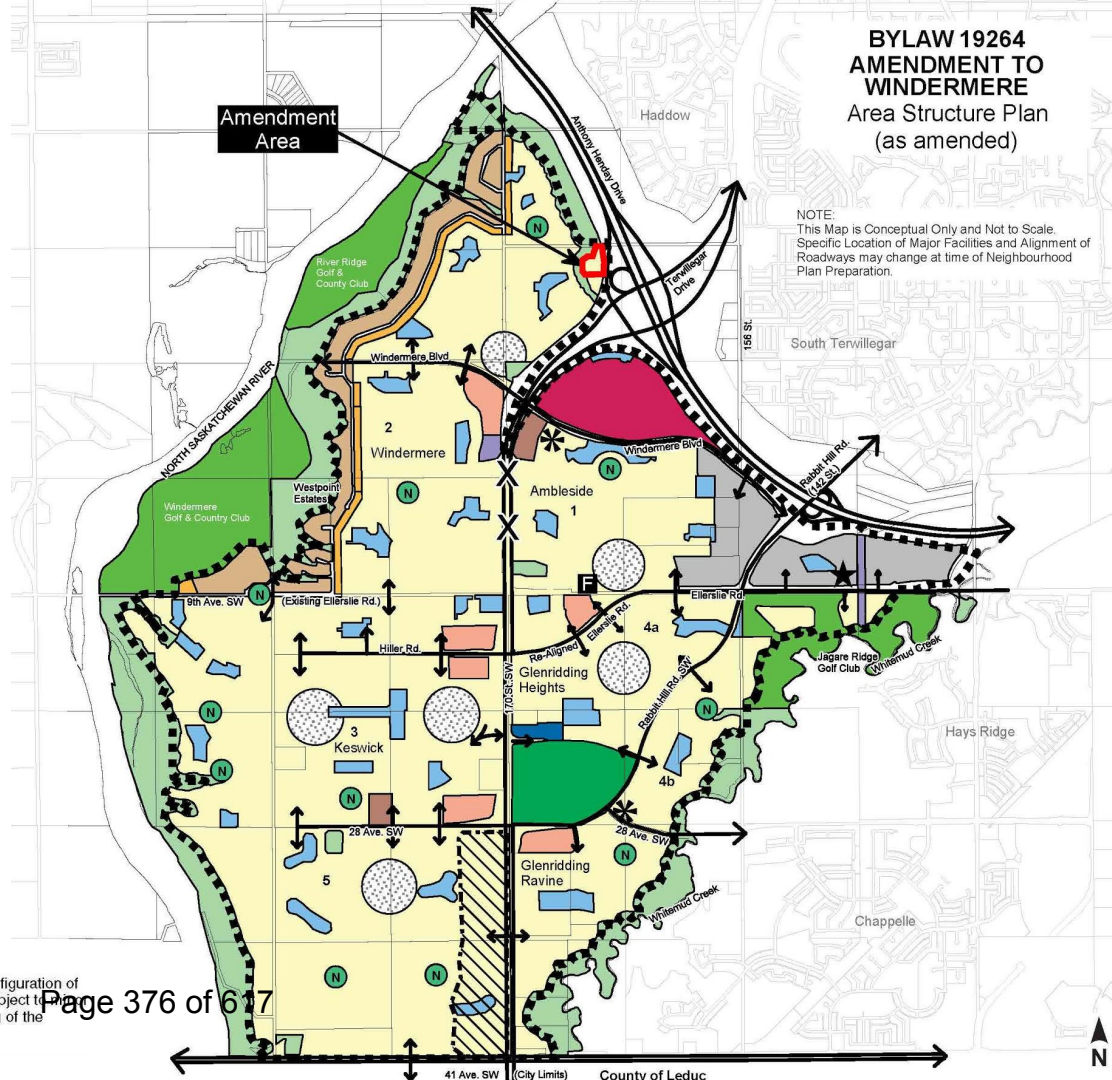 BYLAW 19264
AMENDMENT TO
WINDERMERE
Area Structure Plan
(as amended)
Amendment
Area
Haddow
Anthony Henday Drive
NOTE:
This Map is Conceptual Only and Not to Scale.
Specific Location of Major Facilities and Alignment of
Roadways may change at time of Neighbourhood
Plan Preparation.
N
River Ridge
Golf &
County Club
Terwillegar
Drive
156 St.
South Terwillegar
Windermere Blvd
NORTH SASKATCHEWAN RIVER
2
Windermere
Windermere Blvd
N
Rabbit Hill Rd.
(142 St.)
Westpoint
Estates
N
Ambleside
1
X
X
Windermere
Golf & Country Club
F
N
9th Ave. SW
(Existing Ellerslie Rd.)
Ellerslie Rd.
Re-Aligned Ellerslie Rd.
4a
Hiller Rd.
Jagare Ridge
Golf Club
Whitemud Creek
Glenridding
Heights
170 St. SW
Rabbit Hill Rd. SW
N
N
3
Keswick
Hays Ridge
N
4b
N
28 Ave. SW
28 Ave. SW
Glenridding
Ravine
N
5
Whitemud Creek
Chappelle
N
N
figuration of
bject to minor
of the
Page 376 of 617
41 Ave. SW
(City Limits)
County of Leduc
N